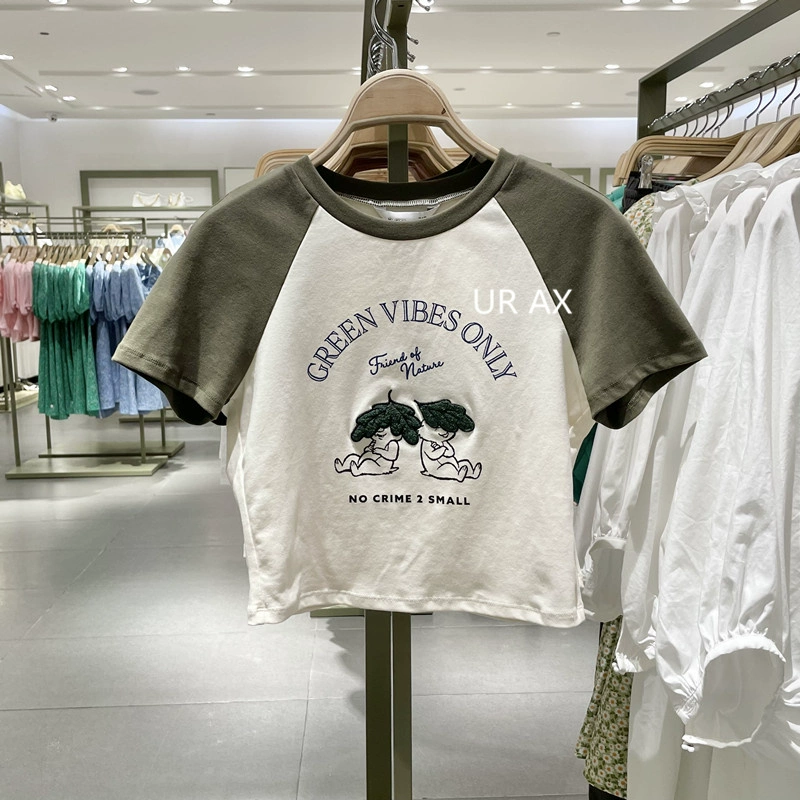 UR AX
GREEN VIBES ONLY
Friend of
Nature
NO CRIME 2 SMALL